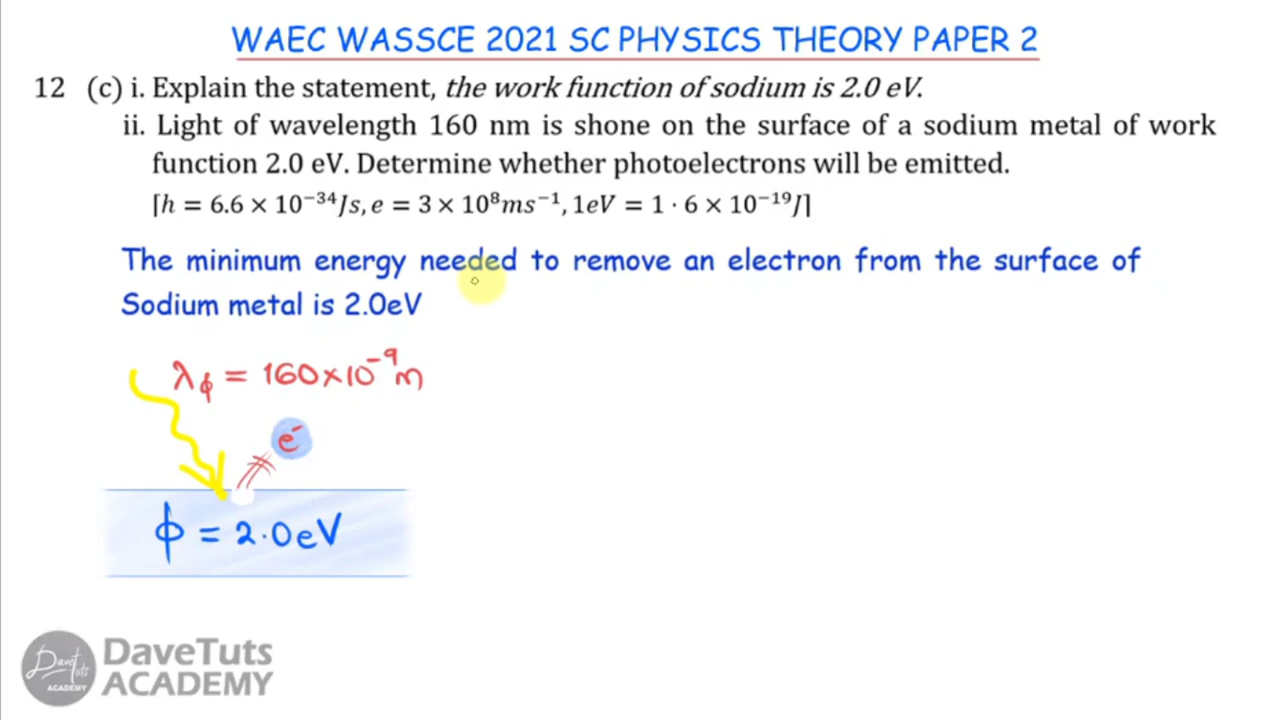 WAEC WASSCE 2021 SC PHYSICS THEORY PAPER 2
12 (c) i. Explain the statement, the work function of sodium is 2.0 eV.
ii. Light of wavelength 160 nm is shone on the surface of a sodium metal of work
function 2.0 eV. Determine whether photoelectrons will be emitted.
⌈h = 6.6 × 10⁻³⁴Js, e = 3 × 10⁸ms⁻¹, 1eV = 1 · 6 × 10⁻¹⁹J⌉
The minimum energy needed to remove an electron from the surface of
Sodium metal is 2.0eV
λϕ = 160×10⁻⁹m
e⁻
ϕ = 2.0eV
Dave Tuts
ACADEMY
DaveTuts
ACADEMY